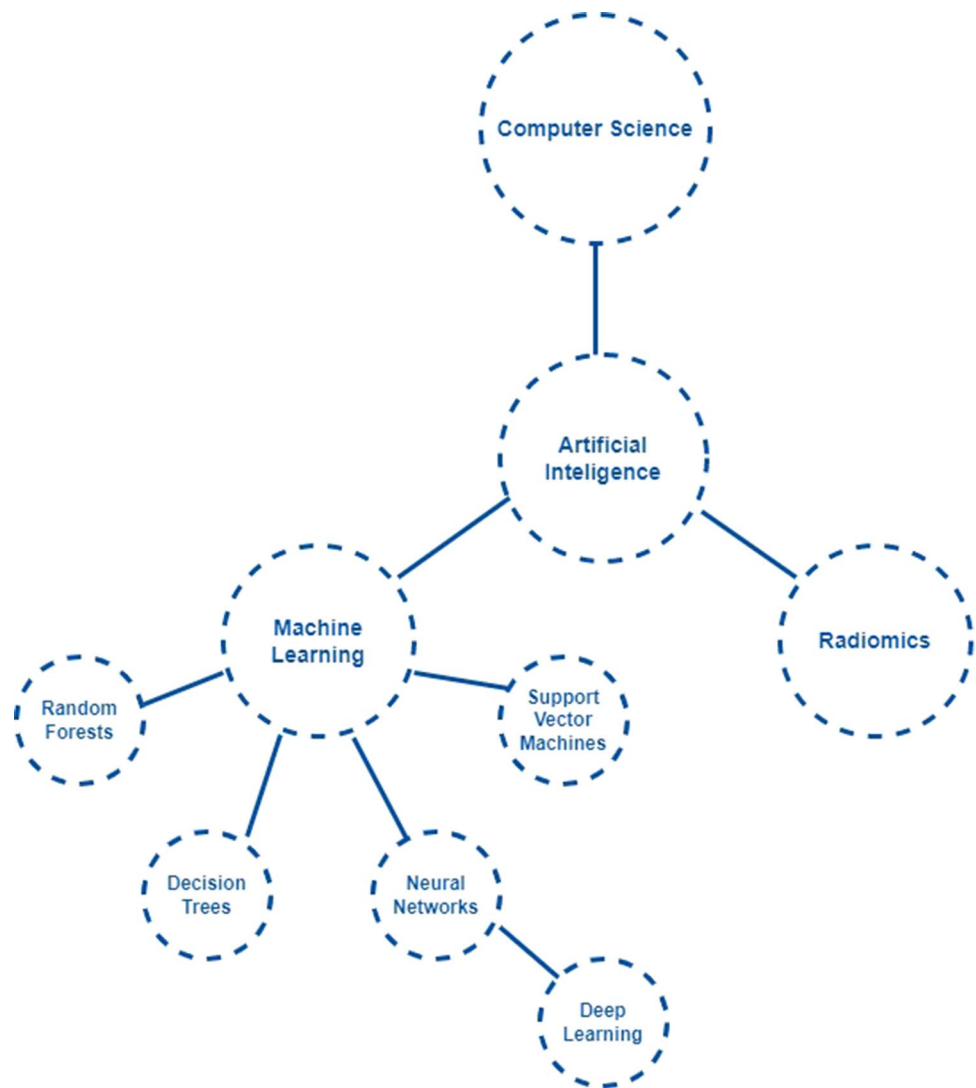 Computer Science
Artificial
Inteligence
Machine
Learning
Radiomics
Random
Forests
Support
Vector
Machines
Decision
Trees
Neural
Networks
Deep
Learning